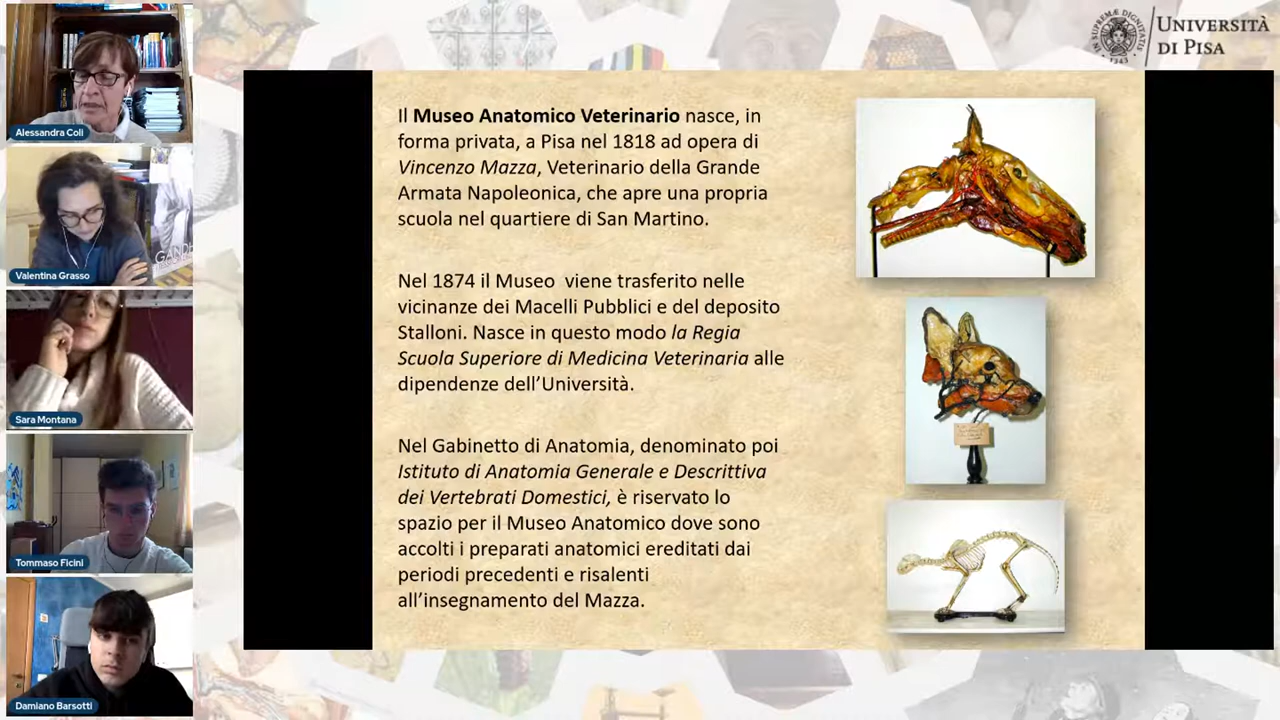 UNIVERSITÀ
DI PISA
Alessandra Coli
Valentina Grasso
Sara Montana
Tommaso Ficini
Damiano Barsotti
Il Museo Anatomico Veterinario nasce, in
forma privata, a Pisa nel 1818 ad opera di
Vincenzo Mazza, Veterinario della Grande
Armata Napoleonica, che apre una propria
scuola nel quartiere di San Martino.
Nel 1874 il Museo viene trasferito nelle
vicinanze dei Macelli Pubblici e del deposito
Stalloni. Nasce in questo modo la Regia
Scuola Superiore di Medicina Veterinaria alle
dipendenze dell’Università.
Nel Gabinetto di Anatomia, denominato poi
Istituto di Anatomia Generale e Descrittiva
dei Vertebrati Domestici, è riservato lo
spazio per il Museo Anatomico dove sono
accolti i preparati anatomici ereditati dai
periodi precedenti e risalenti
all’insegnamento del Mazza.